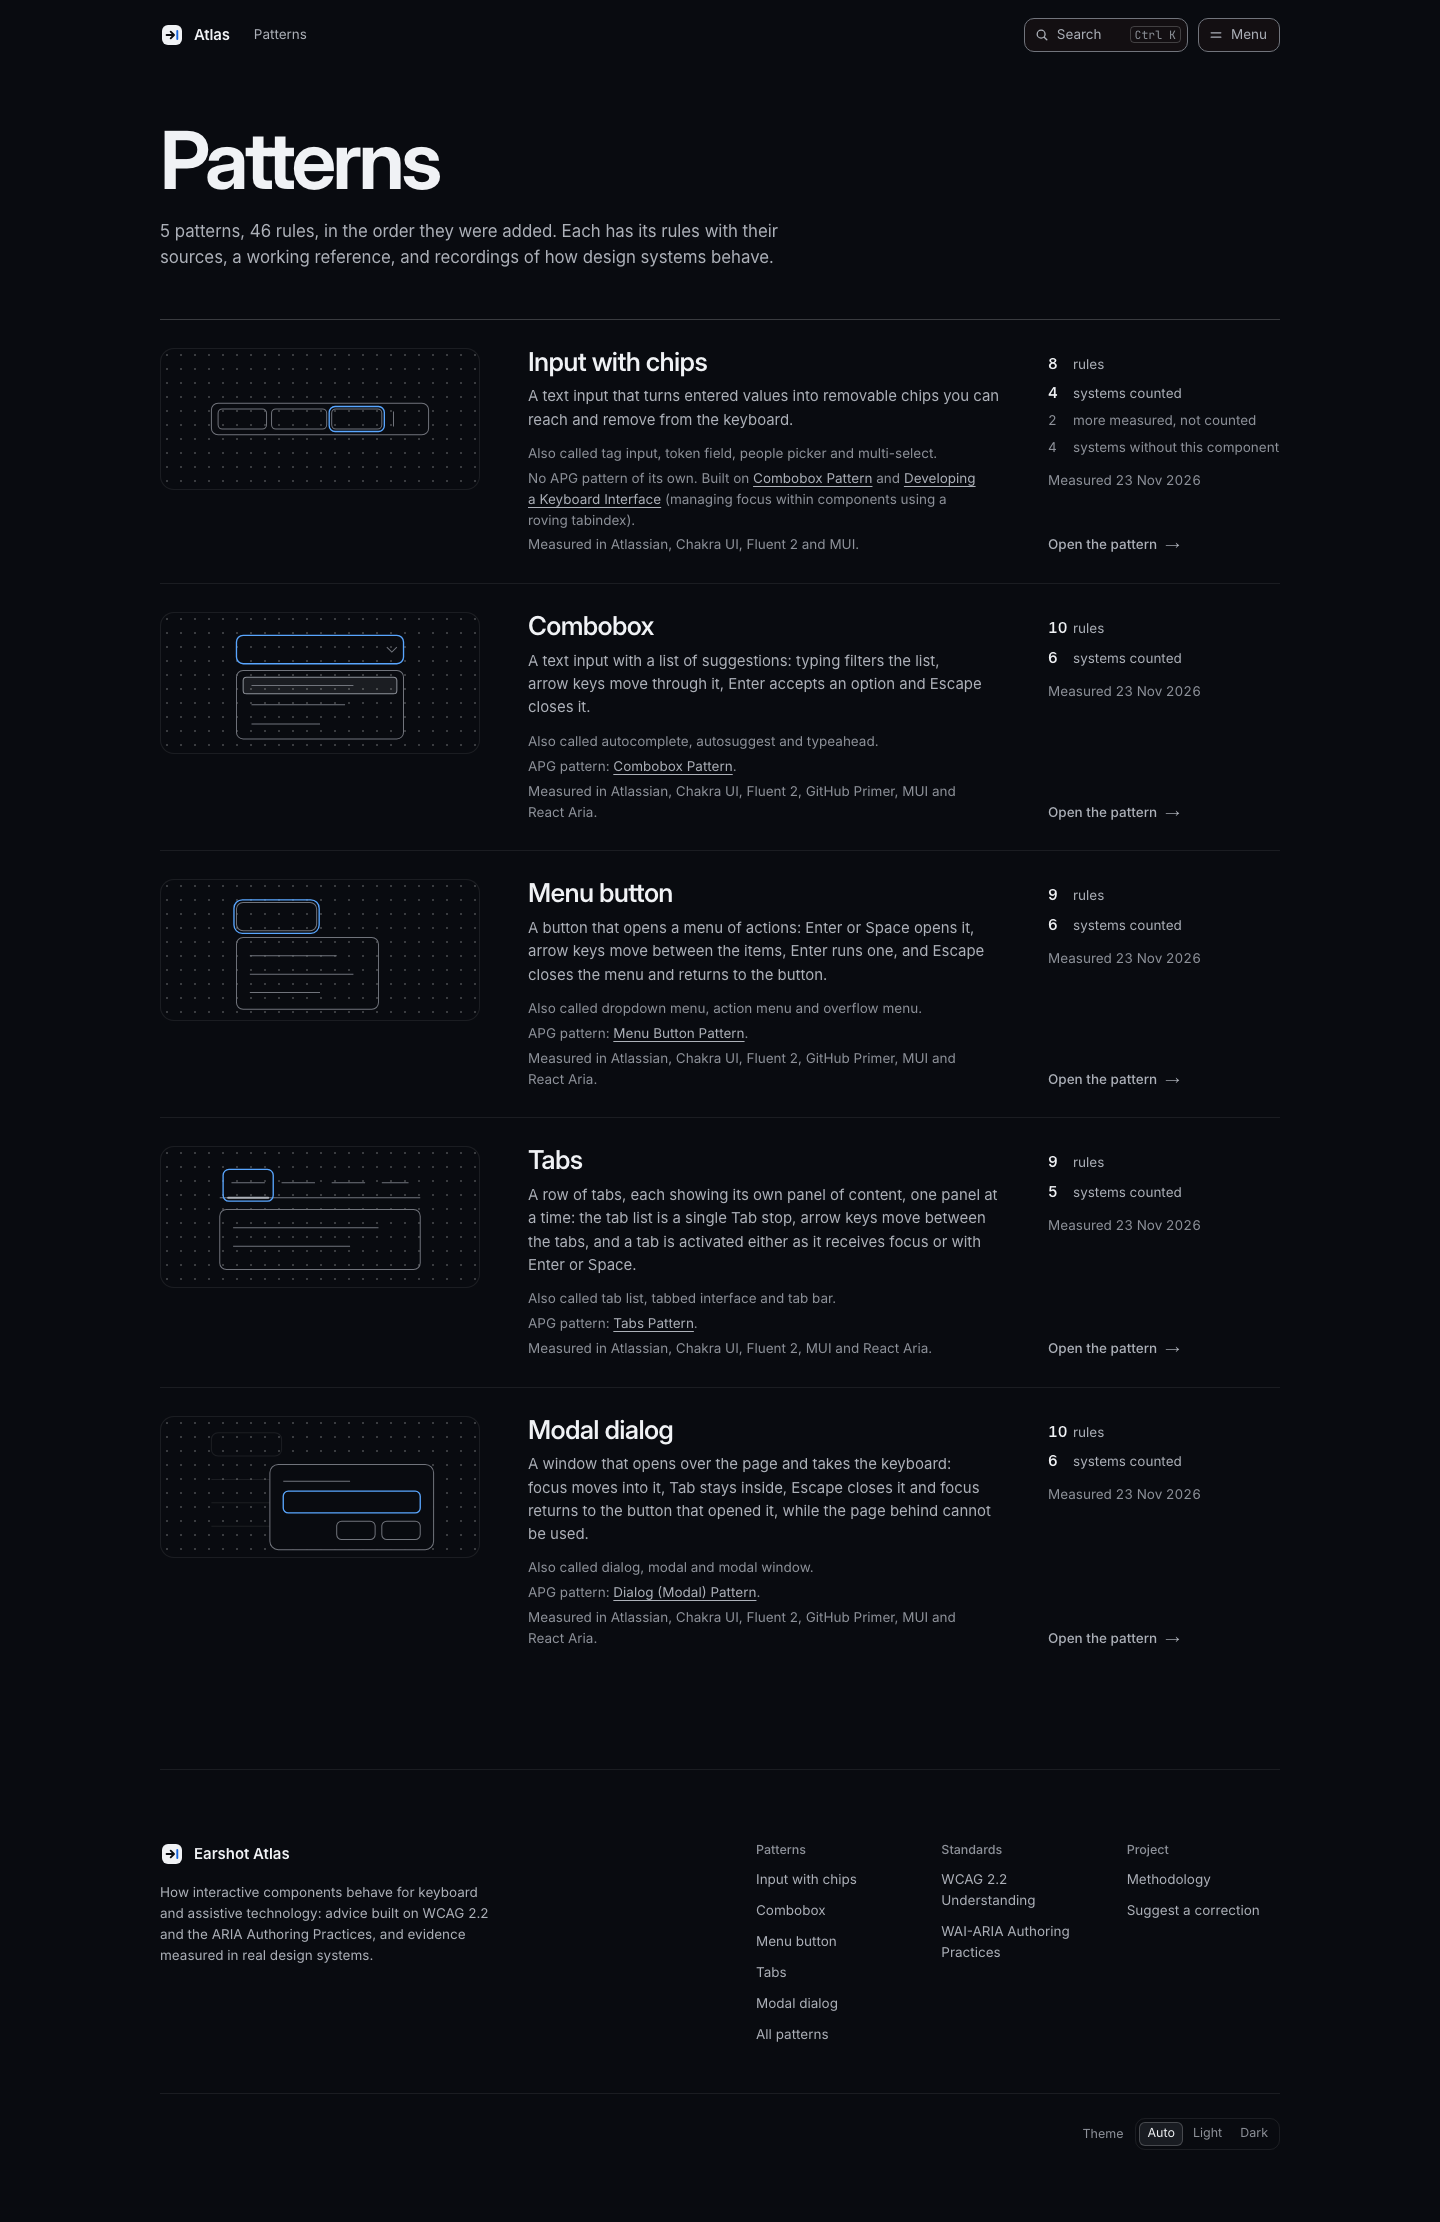 Atlas
Patterns
Search
Ctrl K
Menu
Patterns
5 patterns, 46 rules, in the order they were added. Each has its rules with their
sources, a working reference, and recordings of how design systems behave.
Input with chips
A text input that turns entered values into removable chips you can
reach and remove from the keyboard.
Also called tag input, token field, people picker and multi-select.
No APG pattern of its own. Built on Combobox Pattern and Developing
a Keyboard Interface (managing focus within components using a
roving tabindex).
Measured in Atlassian, Chakra UI, Fluent 2 and MUI.
8 rules
4 systems counted
2 more measured, not counted
4 systems without this component
Measured 23 Nov 2026
Open the pattern →
Combobox
A text input with a list of suggestions: typing filters the list,
arrow keys move through it, Enter accepts an option and Escape
closes it.
Also called autocomplete, autosuggest and typeahead.
APG pattern: Combobox Pattern.
Measured in Atlassian, Chakra UI, Fluent 2, GitHub Primer, MUI and
React Aria.
10 rules
6 systems counted
Measured 23 Nov 2026
Open the pattern →
Menu button
A button that opens a menu of actions: Enter or Space opens it,
arrow keys move between the items, Enter runs one, and Escape
closes the menu and returns to the button.
Also called dropdown menu, action menu and overflow menu.
APG pattern: Menu Button Pattern.
Measured in Atlassian, Chakra UI, Fluent 2, GitHub Primer, MUI and
React Aria.
9 rules
6 systems counted
Measured 23 Nov 2026
Open the pattern →
Tabs
A row of tabs, each showing its own panel of content, one panel at
a time: the tab list is a single Tab stop, arrow keys move between
the tabs, and a tab is activated either as it receives focus or with
Enter or Space.
Also called tab list, tabbed interface and tab bar.
APG pattern: Tabs Pattern.
Measured in Atlassian, Chakra UI, Fluent 2, MUI and React Aria.
9 rules
5 systems counted
Measured 23 Nov 2026
Open the pattern →
Modal dialog
A window that opens over the page and takes the keyboard:
focus moves into it, Tab stays inside, Escape closes it and focus
returns to the button that opened it, while the page behind cannot
be used.
Also called dialog, modal and modal window.
APG pattern: Dialog (Modal) Pattern.
Measured in Atlassian, Chakra UI, Fluent 2, GitHub Primer, MUI and
React Aria.
10 rules
6 systems counted
Measured 23 Nov 2026
Open the pattern →
Earshot Atlas
How interactive components behave for keyboard
and assistive technology: advice built on WCAG 2.2
and the ARIA Authoring Practices, and evidence
measured in real design systems.
Patterns
Input with chips
Combobox
Menu button
Tabs
Modal dialog
All patterns
Standards
WCAG 2.2
Understanding
WAI-ARIA Authoring
Practices
Project
Methodology
Suggest a correction
Theme
Auto
Light
Dark